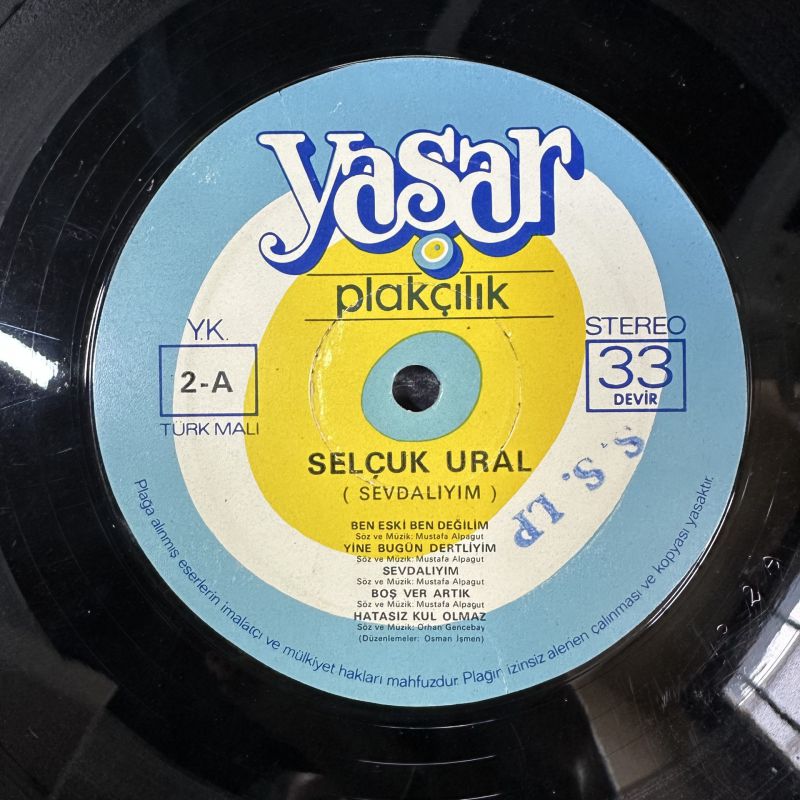 yaşar
plakçılık
Y.K.
2-A
TÜRK MALI
STEREO
33
DEVİR
SELÇUK URAL
( SEVDALIYIM )
BEN ESKİ BEN DEĞİLİM
Söz ve Müzik: Mustafa Alpagut
YİNE BUGÜN DERTLİYİM
Söz ve Müzik: Mustafa Alpagut
SEVDALIYIM
Söz ve Müzik: Mustafa Alpagut
BOŞ VER ARTIK
Söz ve Müzik: Mustafa Alpagut
HATASIZ KUL OLMAZ
Söz ve Müzik: Orhan Gencebay
(Düzenlemeler: Osman İşmen)
S.S. LP
Plağa alınmış eserlerin imalatçı ve mülkiyet hakları mahfuzdur. Plağın izinsiz alenen çalınması ve kopyası yasaktır.